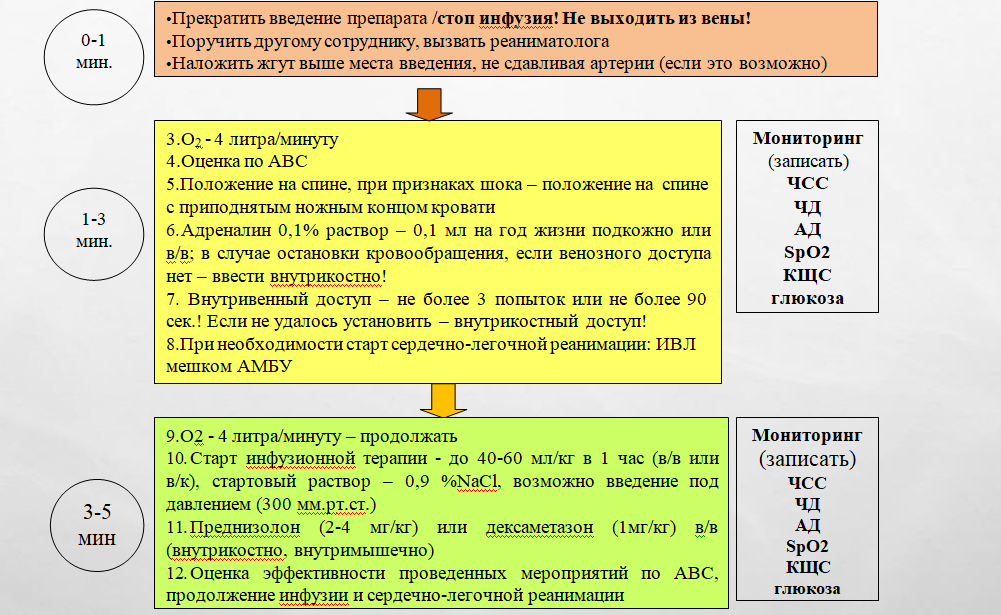 0-1
мин.
•Прекратить введение препарата /стоп инфузия! Не выходить из вены!
•Поручить другому сотруднику, вызвать реаниматолога
•Наложить жгут выше места введения, не сдавливая артерии (если это возможно)
1-3
мин.
3.О2 - 4 литра/минуту
4.Оценка по АВС
5.Положение на спине, при признаках шока – положение на спине
с приподнятым ножным концом кровати
6.Адреналин 0,1% раствор – 0,1 мл на год жизни подкожно или
в/в; в случае остановки кровообращения, если венозного доступа
нет – ввести внутрикостно!
7. Внутривенный доступ – не более 3 попыток или не более 90
сек.! Если не удалось установить – внутрикостный доступ!
8.При необходимости старт сердечно-легочной реанимации: ИВЛ
мешком АМБУ
Мониторинг
(записать)
ЧСС
ЧД
АД
SpO2
КЩС
глюкоза
3-5
мин
9.О2 - 4 литра/минуту – продолжать
10.Старт инфузионной терапии - до 40-60 мл/кг в 1 час (в/в или
в/к), стартовый раствор – 0,9 %NaCl, возможно введение под
давлением (300 мм.рт.ст.)
11.Преднизолон (2-4 мг/кг) или дексаметазон (1мг/кг) в/в
(внутрикостно, внутримышечно)
12.Оценка эффективности проведенных мероприятий по АВС,
продолжение инфузии и сердечно-легочной реанимации
Мониторинг
(записать)
ЧСС
ЧД
АД
SpO2
КЩС
глюкоза